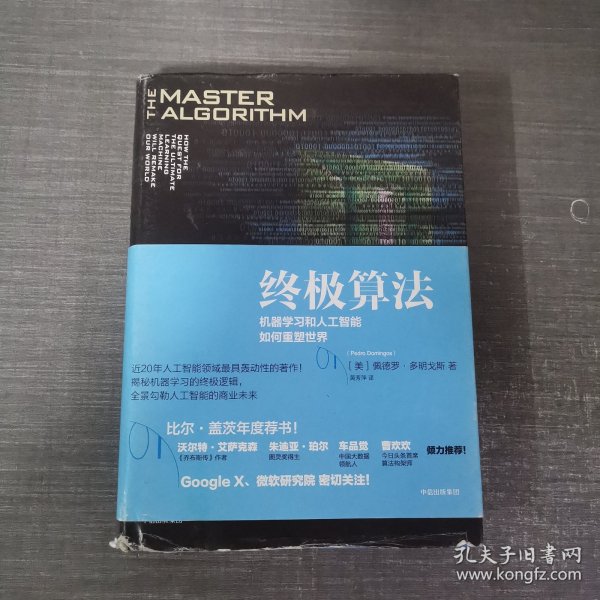 THE
MASTER
ALGORITHM
HOW THE
QUEST FOR
THE ULTIMATE
LEARNING
MACHINE
WILL REMAKE
OUR WORLD
终极算法
机器学习和人工智能
如何重塑世界
(Pedro Domingos)
[美] 佩德罗·多明戈斯 著
黄芳萍 译
近20年人工智能领域最具轰动性的著作!
揭秘机器学习的终极逻辑,
全景勾勒人工智能的商业未来
比尔·盖茨年度荐书!
沃尔特·艾萨克森 朱迪亚·珀尔 车品觉 曹欢欢 倾力推荐!
《乔布斯传》作者 图灵奖得主 中国大数据 今日头条首席
领航人 算法构架师
Google X、微软研究院 密切关注!
中信出版集团
孔夫子旧书网
www.kongfz.com